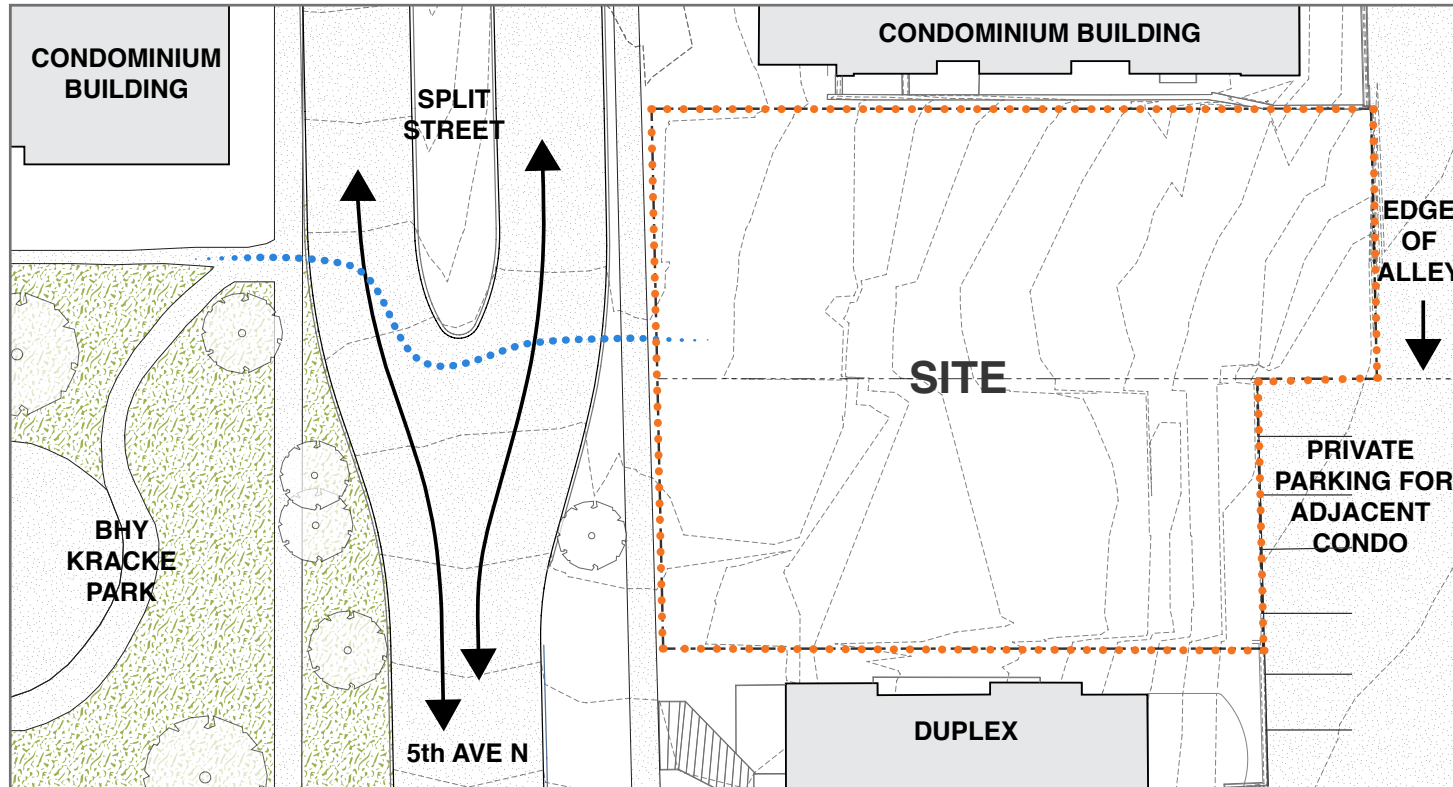 CONDOMINIUM
BUILDING
SPLIT
STREET
CONDOMINIUM BUILDING
EDGE
OF
ALLEY
SITE
PRIVATE
PARKING FOR
ADJACENT
CONDO
BHY
KRACKE
PARK
5th AVE N
DUPLEX